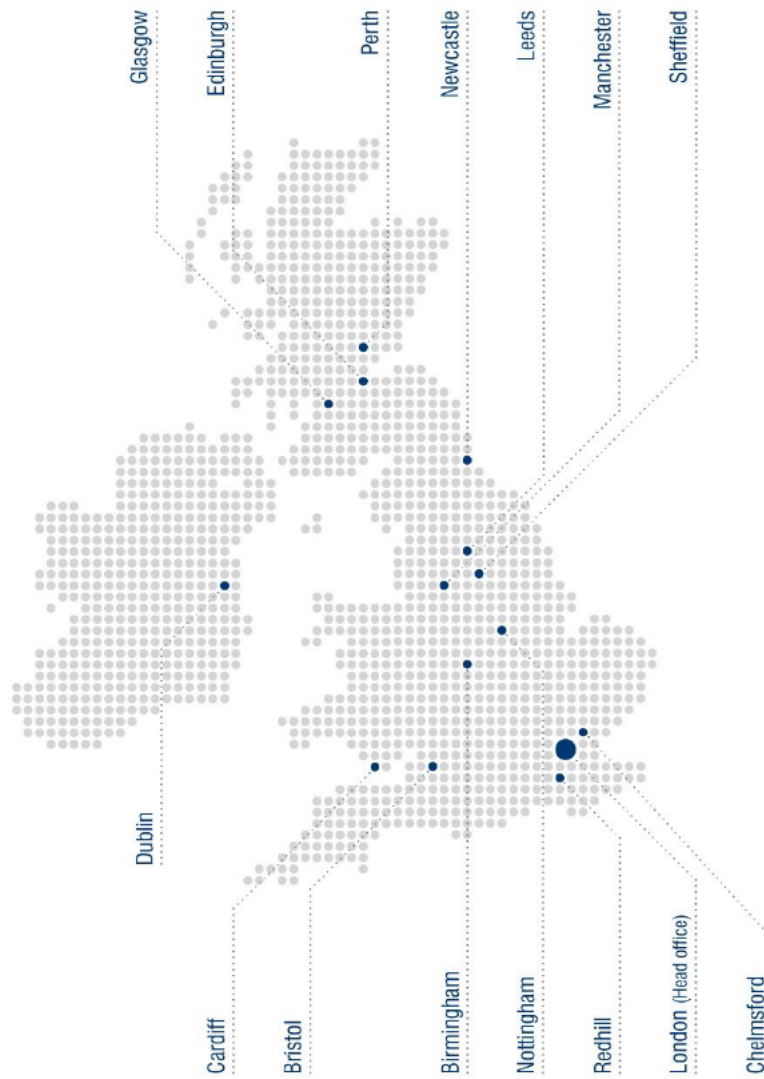 Glasgow
Edinburgh
Perth
Newcastle
Leeds
Manchester
Sheffield
Dublin
Cardiff
Bristol
Birmingham
Nottingham
Redhill
London (Head office)
Chelmsford